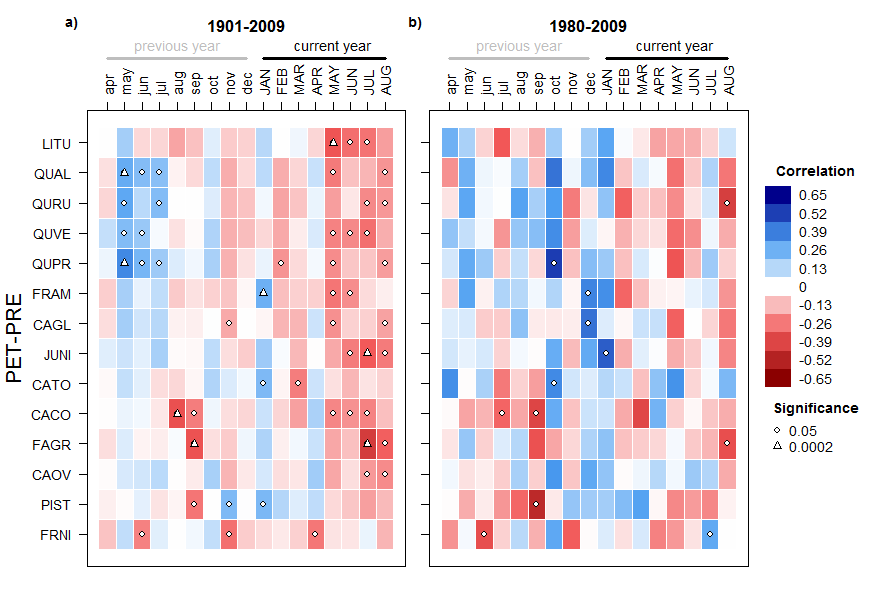 a)
1901-2009
previous year
current year
apr may jun jul aug sep oct nov dec JAN FEB MAR APR MAY JUN JUL AUG
b)
1980-2009
previous year
current year
apr may jun jul aug sep oct nov dec JAN FEB MAR APR MAY JUN JUL AUG
PET-PRE
LITU
QUAL
QURU
QUVE
QUPR
FRAM
CAGL
JUNI
CATO
CACO
FAGR
CAOV
PIST
FRNI
Correlation
0.65
0.52
0.39
0.26
0.13
0
-0.13
-0.26
-0.39
-0.52
-0.65
Significance
0.05
0.0002